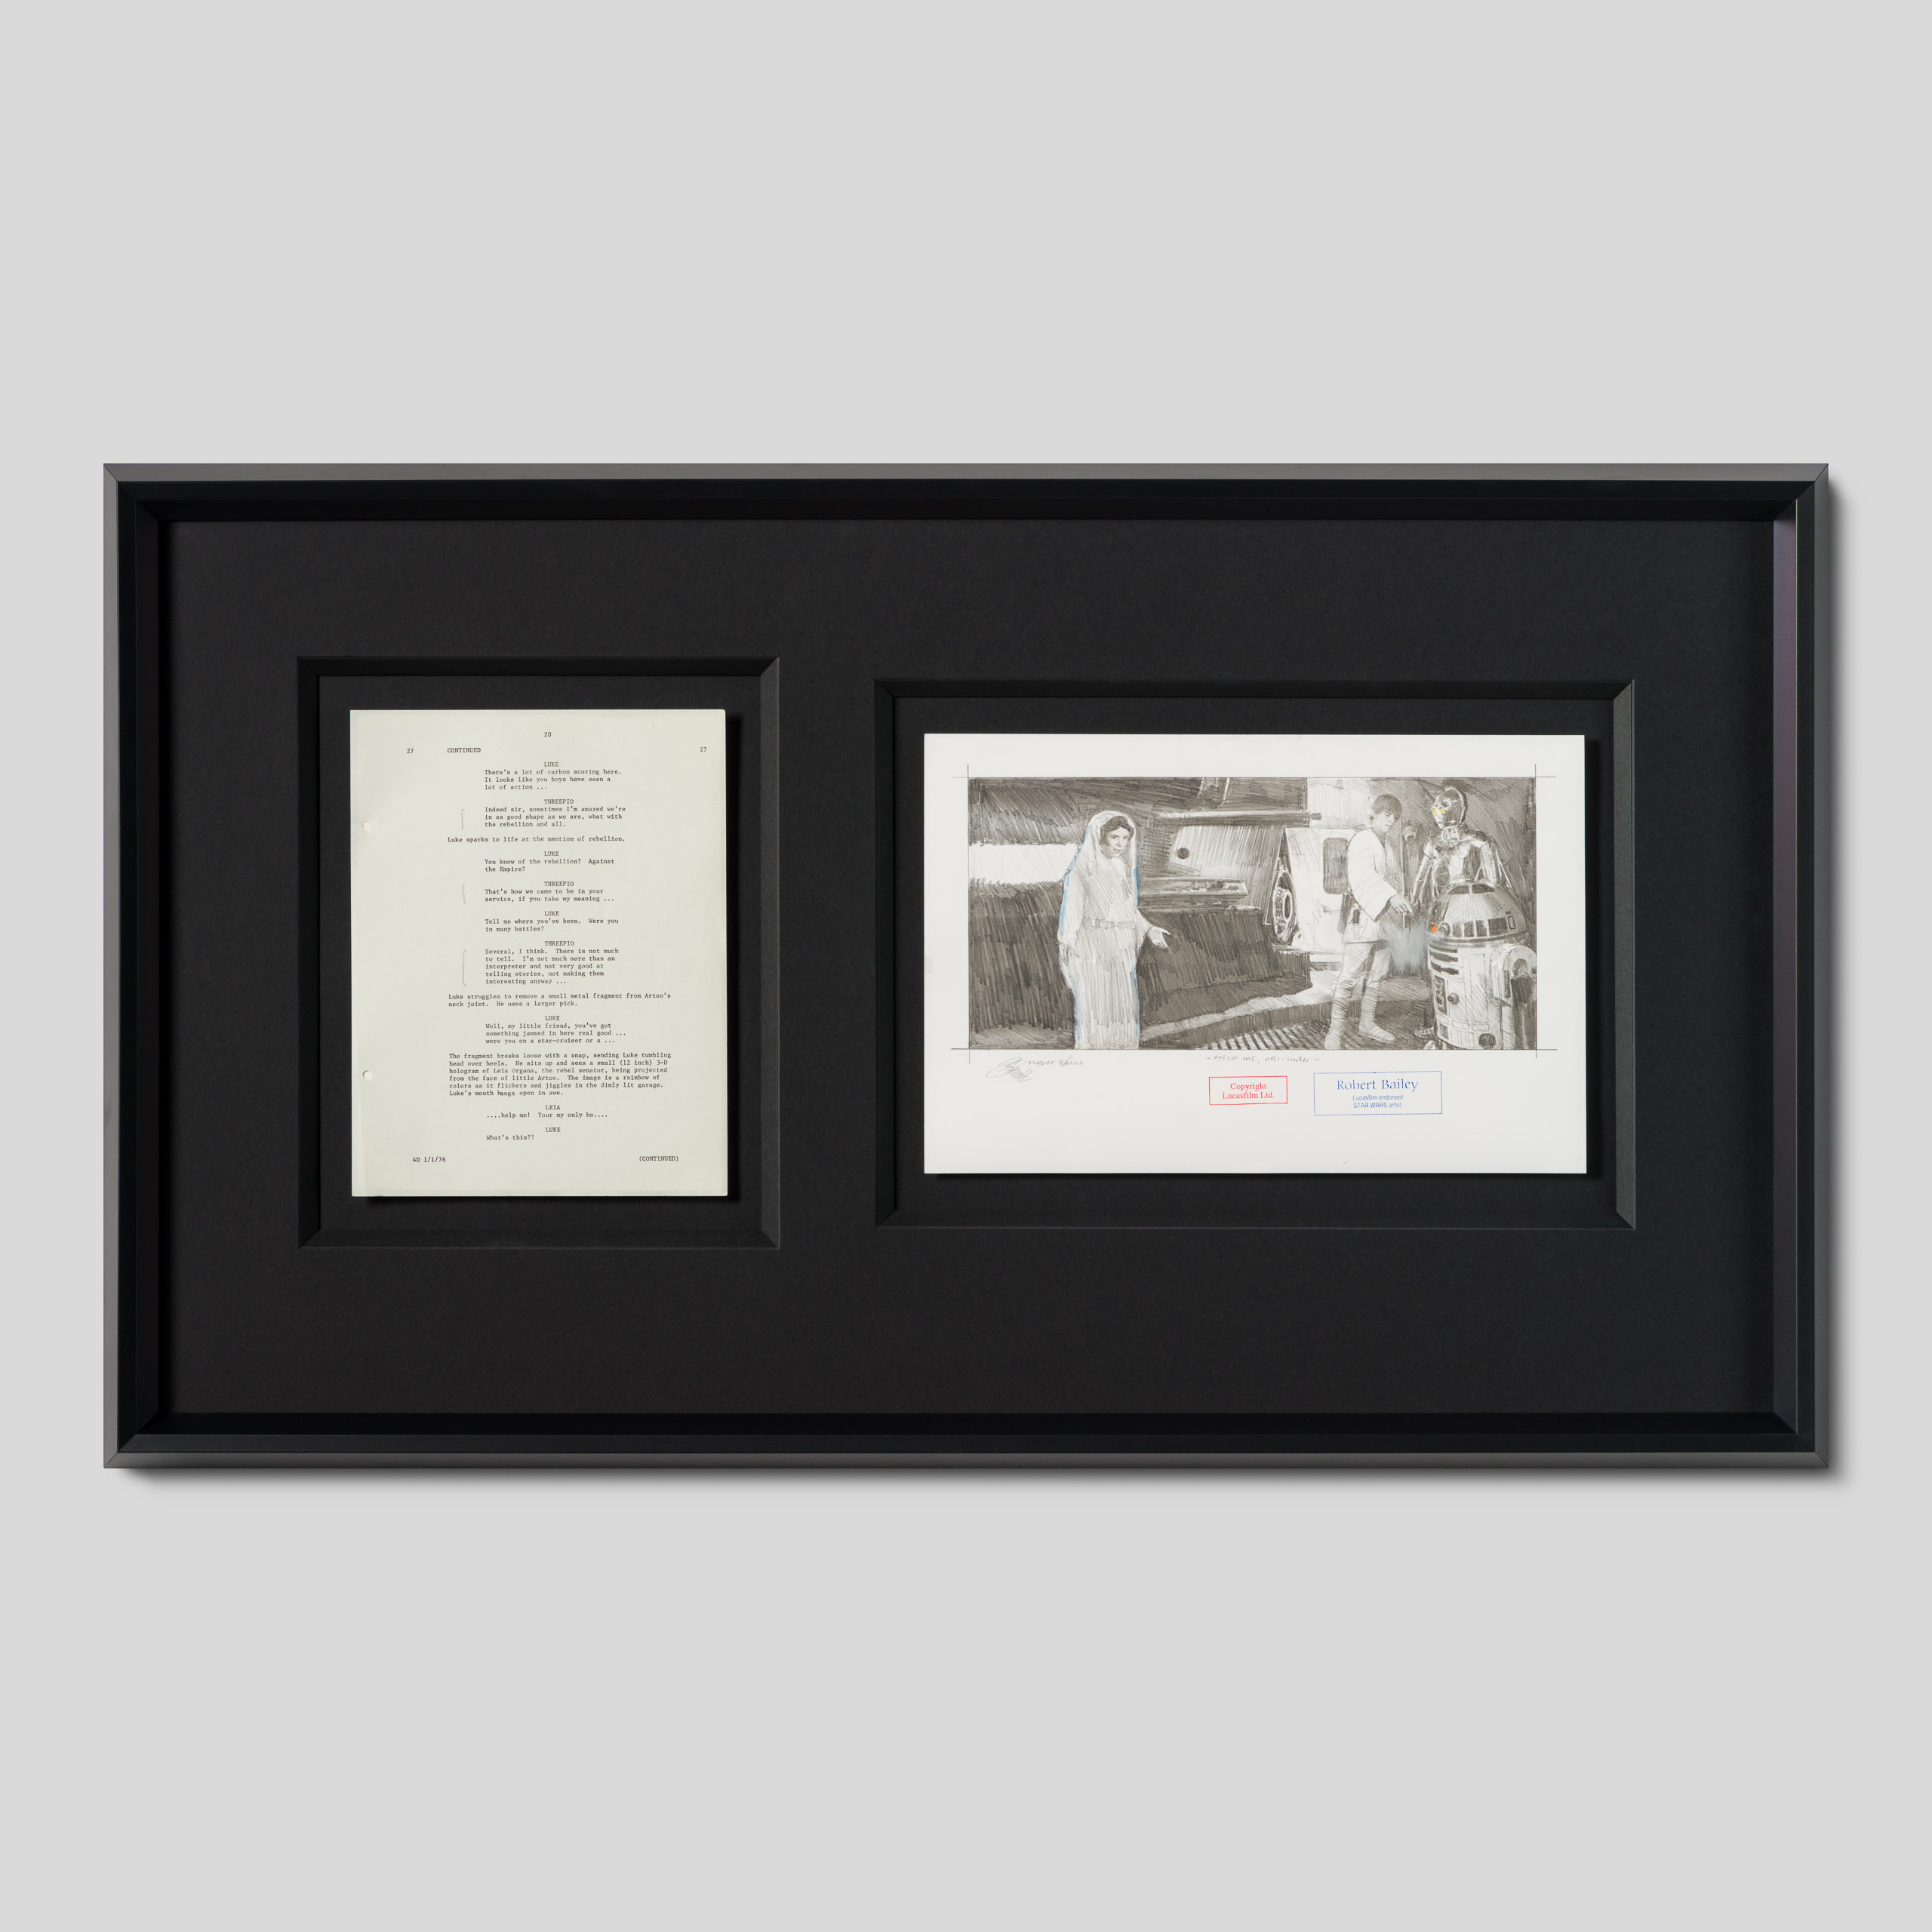 20
27 CONTINUED 27
LUKE
There's a lot of carbon scoring here.
It looks like you boys have seen a
lot of action ...
THREEPIO
Indeed sir, sometimes I'm amazed we're
in as good shape as we are, what with
the rebellion and all.
Luke sparks to life at the mention of rebellion.
LUKE
You know of the rebellion? Against
the Empire?
THREEPIO
That's how we came to be in your
service, if you take my meaning ...
LUKE
Tell me where you've been. Were you
in many battles?
THREEPIO
Several, I think. There is not much
to tell. I'm not much more than an
interpreter and not very good at
telling stories, not making them
interesting anyway ...
Luke struggles to remove a small metal fragment from Artoo's
neck joint. He uses a larger pick.
LUKE
Well, my little friend, you've got
something jammed in here real good ...
were you on a star-cruiser or a ...
The fragment breaks loose with a snap, sending Luke tumbling
head over heels. He sits up and sees a small (12 inch) 3-D
hologram of Leia Organa, the rebel senator, being projected
from the face of little Artoo. The image is a rainbow of
colors as it flickers and jiggles in the dimly lit garage.
Luke's mouth hangs open in awe.
LEIA
....help me! Your my only ho....
LUKE
What's this??
4D 1/1/76 (CONTINUED)
ROBERT BAILEY
- HELP ME, OBI-WAN -
Copyright
Lucasfilm Ltd.
Robert Bailey
Lucasfilm endorsed
STAR WARS artist.